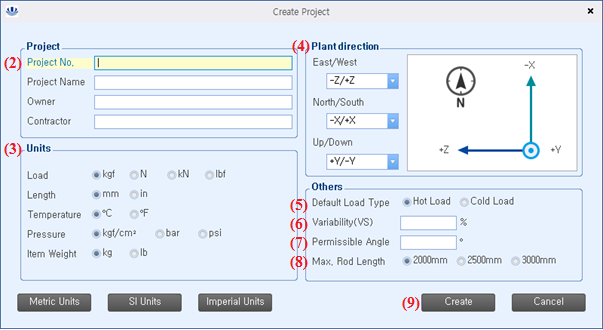 Create Project
Project
(2) Project No.
Project Name
Owner
Contractor
(3) Units
Load kgf N kN lbf
Length mm in
Temperature °C °F
Pressure kgf/cm² bar psi
Item Weight kg lb
(4) Plant direction
East/West
-Z/+Z
North/South
-X/+X
Up/Down
+Y/-Y
N
-X
+Z
+Y
Others
(5) Default Load Type Hot Load Cold Load
(6) Variability(VS) %
(7) Permissible Angle °
(8) Max. Rod Length 2000mm 2500mm 3000mm
Metric Units SI Units Imperial Units (9) Create Cancel